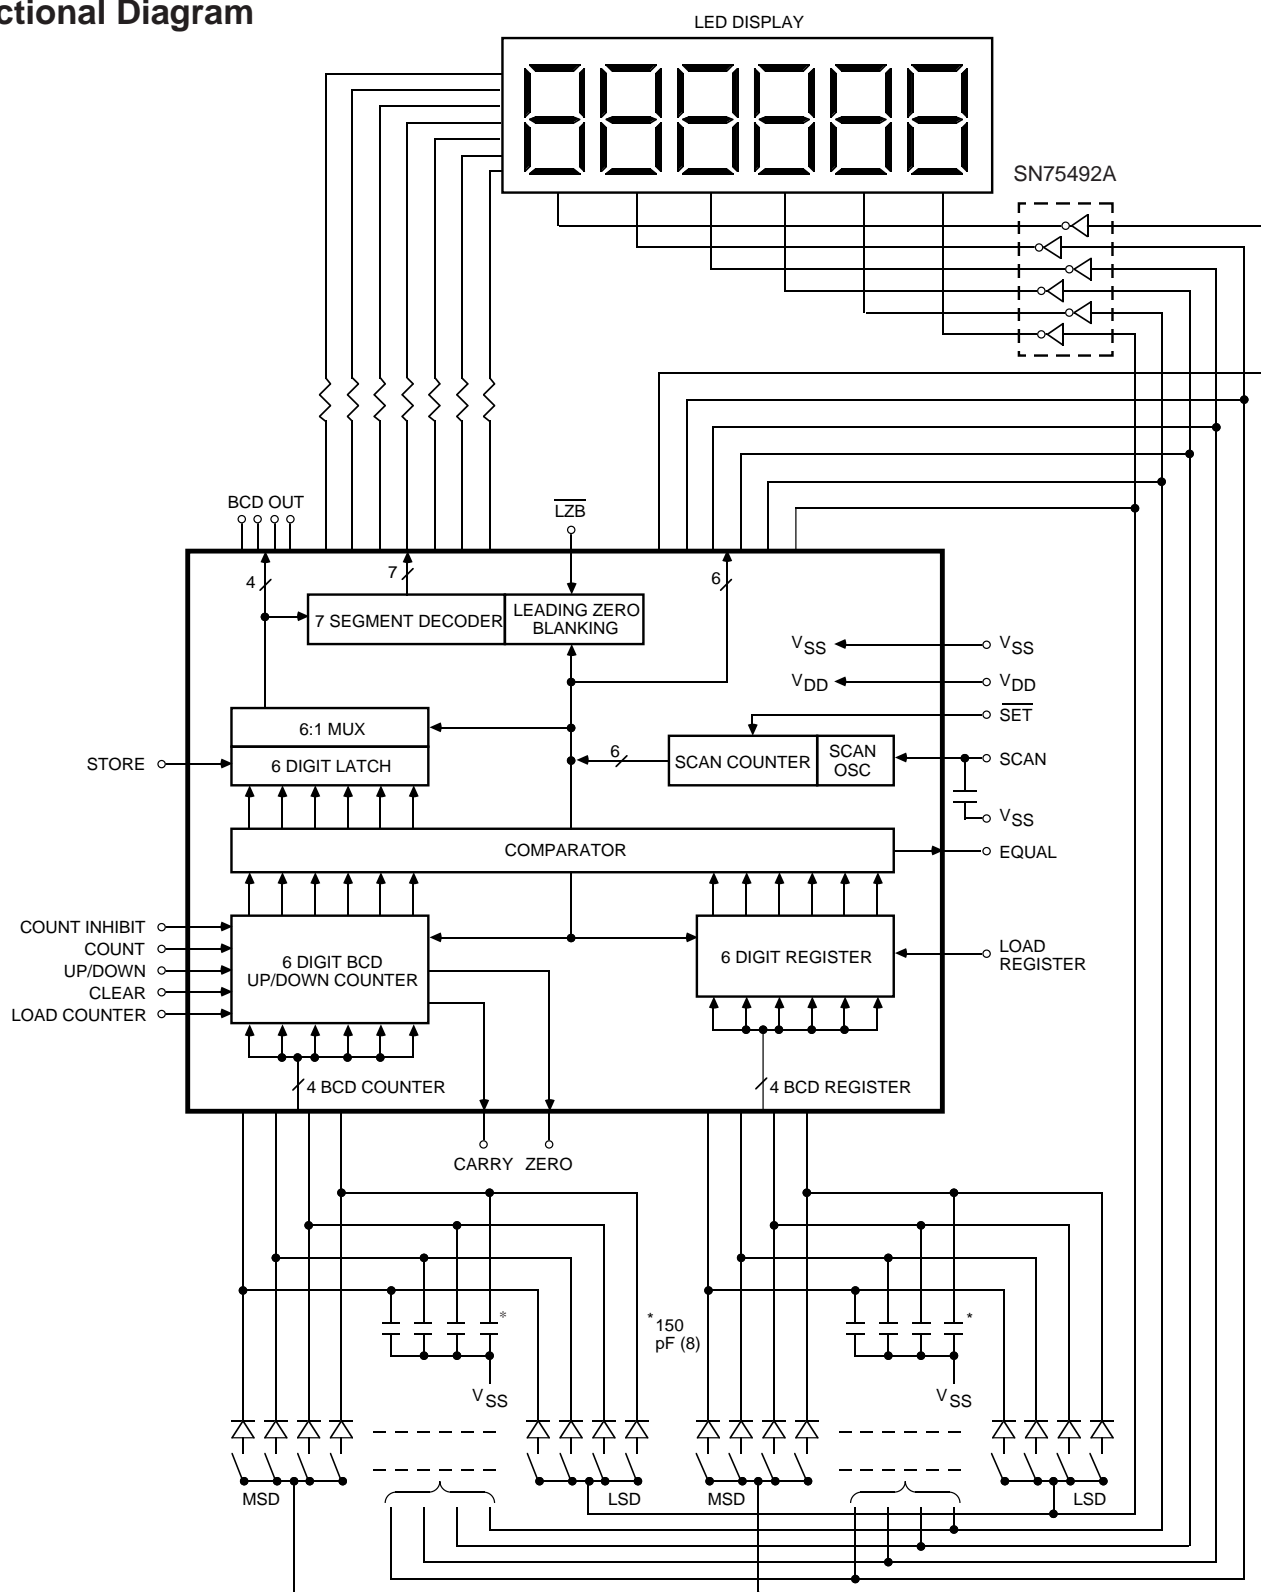 ctional Diagram
LED DISPLAY
SN75492A
BCD OUT
LZB
4
7
6
7 SEGMENT DECODER
LEADING ZERO
BLANKING
VSS
VSS
VDD
VDD
SET
6:1 MUX
STORE
6 DIGIT LATCH
6
SCAN COUNTER
SCAN
OSC
SCAN
VSS
COMPARATOR
EQUAL
COUNT INHIBIT
COUNT
UP/DOWN
CLEAR
LOAD COUNTER
6 DIGIT BCD
UP/DOWN COUNTER
6 DIGIT REGISTER
LOAD
REGISTER
4 BCD COUNTER
4 BCD REGISTER
CARRY
ZERO
*
*150
pF (8)
*
VSS
VSS
MSD
LSD
MSD
LSD